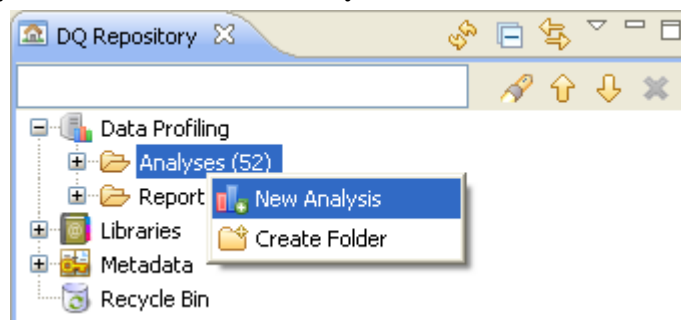 DQ Repository
Data Profiling
Analyses (52)
Report
New Analysis
Libraries
Create Folder
Metadata
Recycle Bin